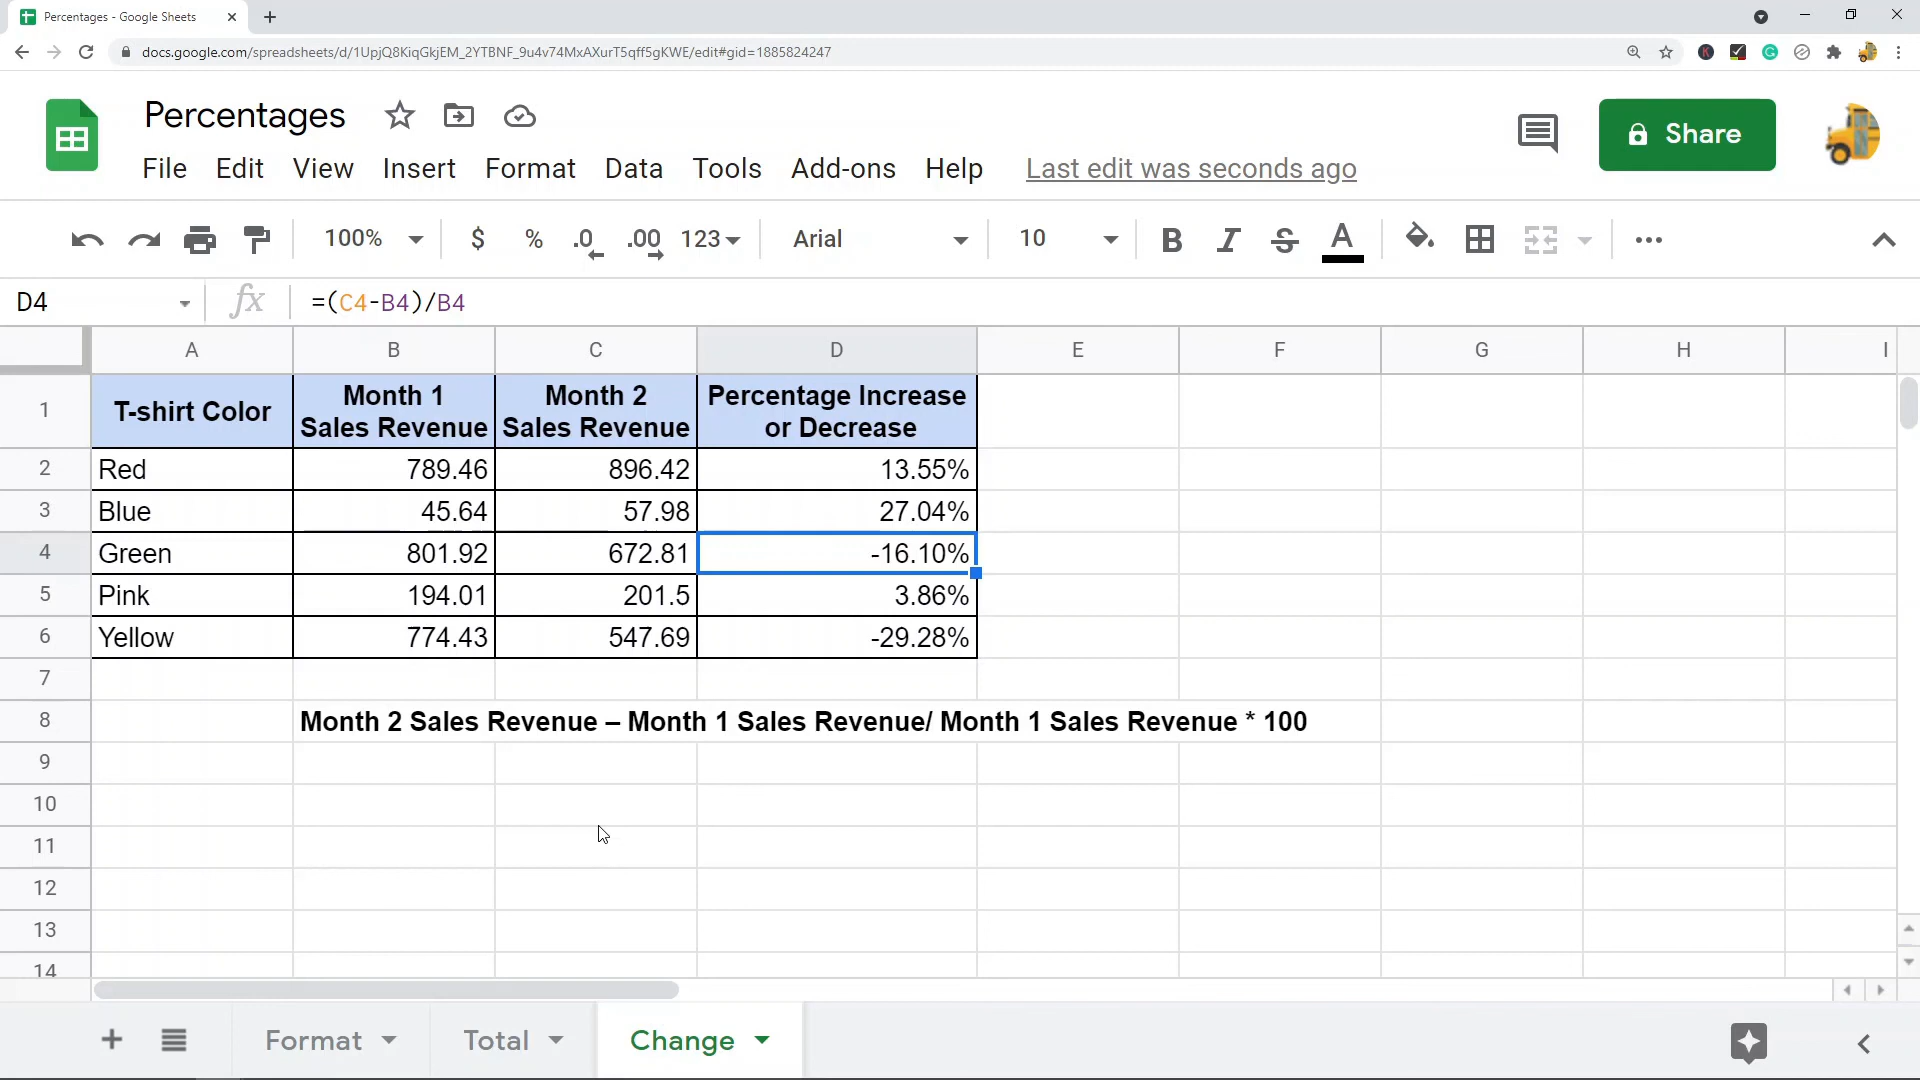 Percentages - Google Sheets
docs.google.com/spreadsheets/d/1UpjQ8KiqGkjEM_2YTBNF_9u4v74MxAXurT5qff5gKWE/edit#gid=1885824247
Percentages
Share
File Edit View Insert Format Data Tools Add-ons Help Last edit was seconds ago
100% $ % .0 .00 123 Arial 10 B I S A
D4 fx =(C4-B4)/B4
A B C D E F G H I
1 T-shirt Color Month 1 Sales Revenue Month 2 Sales Revenue Percentage Increase or Decrease
2 Red 789.46 896.42 13.55%
3 Blue 45.64 57.98 27.04%
4 Green 801.92 672.81 -16.10%
5 Pink 194.01 201.5 3.86%
6 Yellow 774.43 547.69 -29.28%
7
8 Month 2 Sales Revenue – Month 1 Sales Revenue/ Month 1 Sales Revenue * 100
9
10
11
12
13
14
Format Total Change